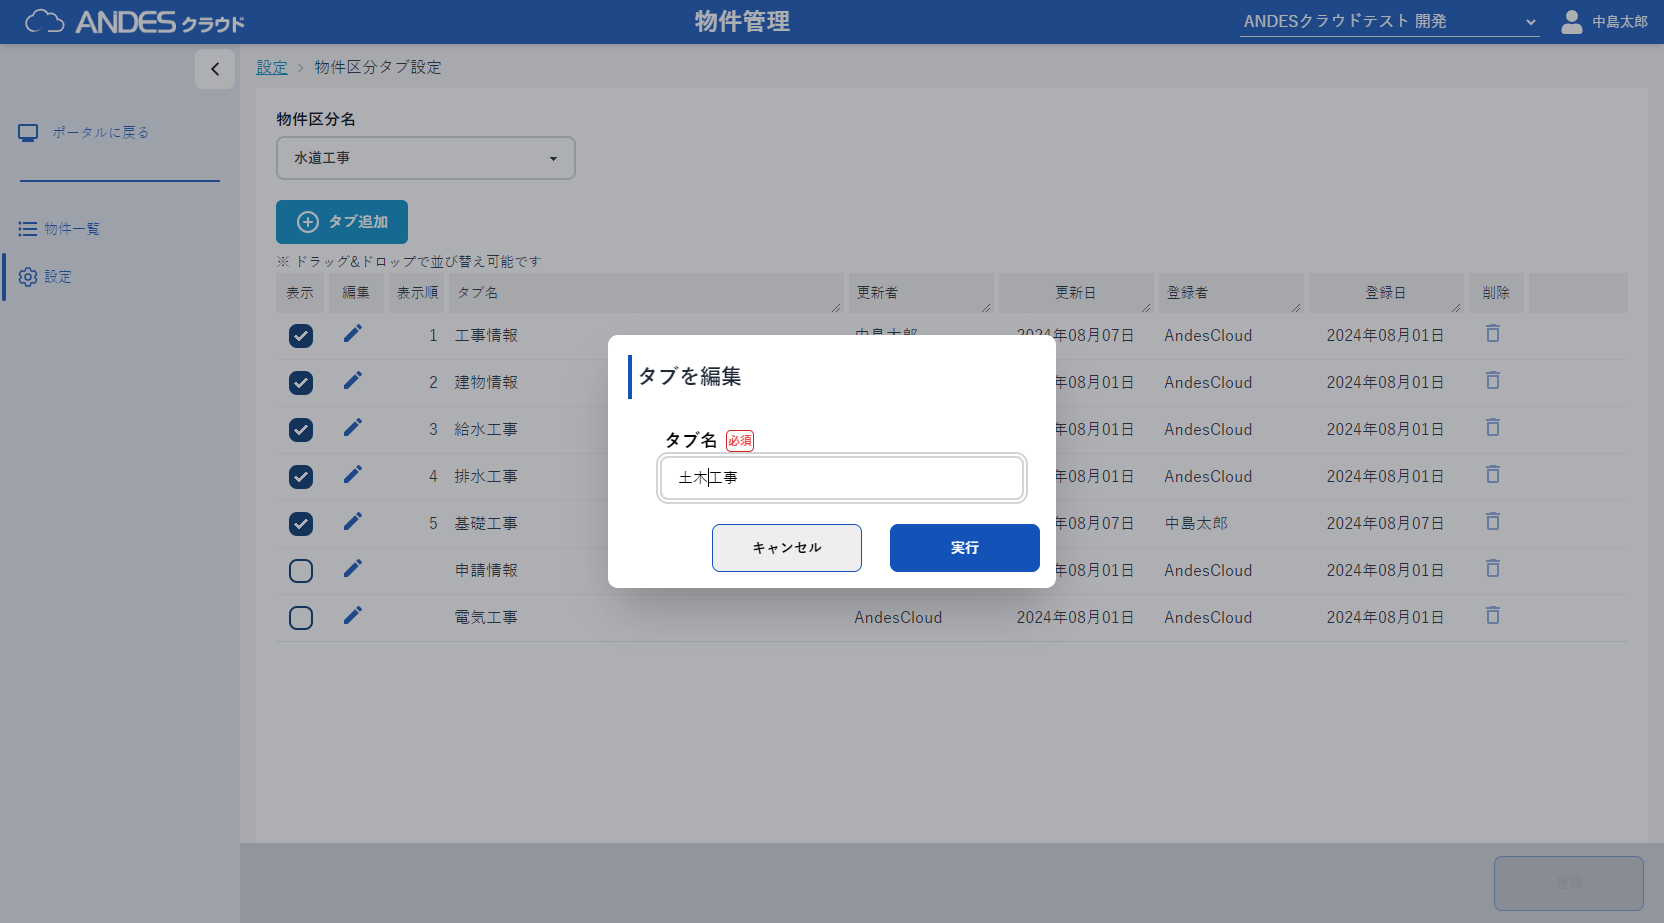 ANDES クラウド
物件管理
ANDESクラウドテスト 開発
中島太郎
設定 > 物件区分タブ設定
ポータルに戻る
物件一覧
設定
物件区分名
水道工事
タブ追加
※ ドラッグ&ドロップで並び替え可能です
表示 編集 表示順 タブ名 更新者 更新日 登録者 登録日 削除
1 工事情報 中島太郎 2024年08月07日 AndesCloud 2024年08月01日
2 建物情報 年08月01日 AndesCloud 2024年08月01日
3 給水工事 年08月01日 AndesCloud 2024年08月01日
4 排水工事 年08月01日 AndesCloud 2024年08月01日
5 基礎工事 年08月07日 中島太郎 2024年08月07日
申請情報 年08月01日 AndesCloud 2024年08月01日
電気工事 AndesCloud 2024年08月01日 AndesCloud 2024年08月01日
タブを編集
タブ名 必須
土木工事
キャンセル 実行
登録